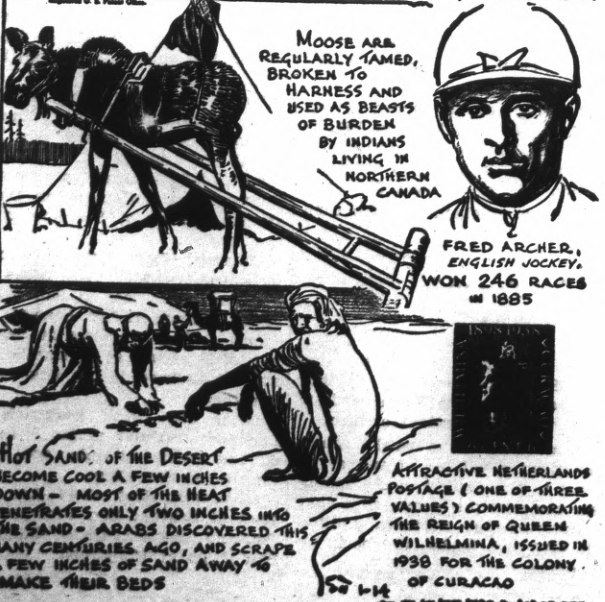 MOOSE ARE
REGULARLY TAMED,
BROKEN TO
HARNESS AND
USED AS BEASTS
OF BURDEN
BY INDIANS
LIVING IN
NORTHERN
CANADA
FRED ARCHER,
ENGLISH JOCKEY,
WON 246 RACES
IN 1885
HOT SAND OF THE DESERT
BECOME COOL A FEW INCHES
DOWN - MOST OF THE HEAT
PENETRATES ONLY TWO INCHES INTO
THE SAND - ARABS DISCOVERED THIS
MANY CENTURIES AGO, AND SCRAPE
A FEW INCHES OF SAND AWAY TO
MAKE THEIR BEDS
1-14
1898 1938
ATTRACTIVE NETHERLANDS
POSTAGE (ONE OF THREE
VALUES) COMMEMORATING
THE REIGN OF QUEEN
WILHELMINA, ISSUED IN
1938 FOR THE COLONY
OF CURACAO